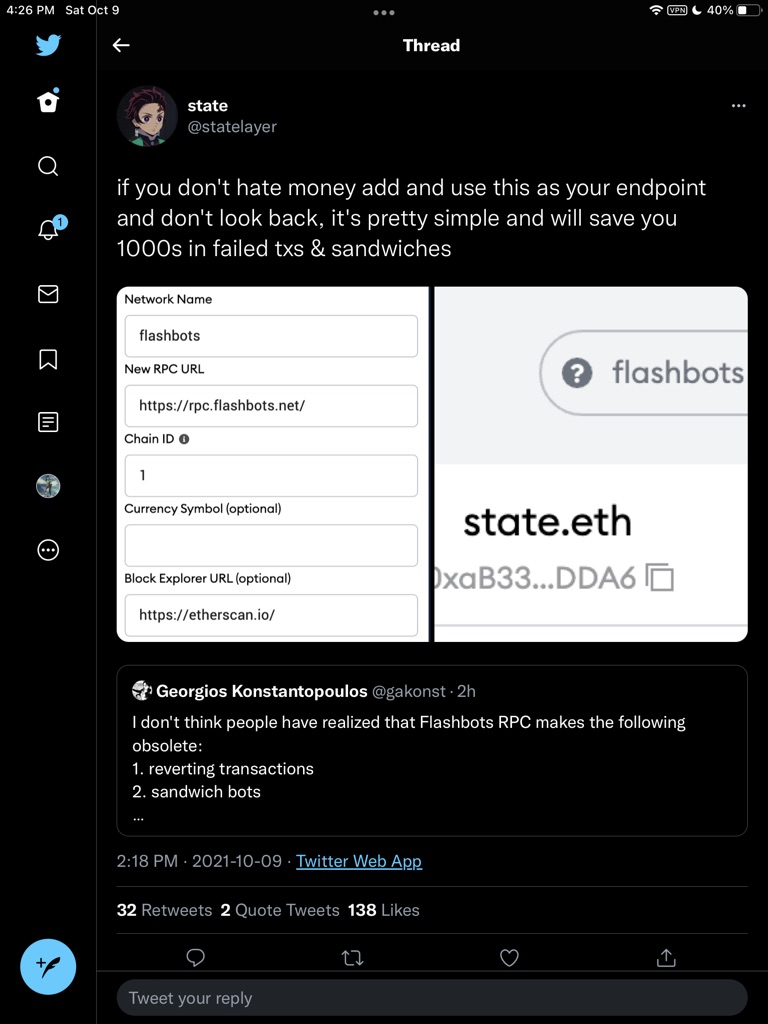 4:26 PM Sat Oct 9
VPN 40%
Thread
state
@statelayer
if you don't hate money add and use this as your endpoint
and don't look back, it's pretty simple and will save you
1000s in failed txs & sandwiches
Network Name
flashbots
New RPC URL
https://rpc.flashbots.net/
Chain ID
1
Currency Symbol (optional)
Block Explorer URL (optional)
https://etherscan.io/
? flashbots
state.eth
0xaB33...DDA6
1
Georgios Konstantopoulos @gakonst · 2h
I don't think people have realized that Flashbots RPC makes the following
obsolete:
1. reverting transactions
2. sandwich bots
...
2:18 PM · 2021-10-09 · Twitter Web App
32 Retweets 2 Quote Tweets 138 Likes
Tweet your reply